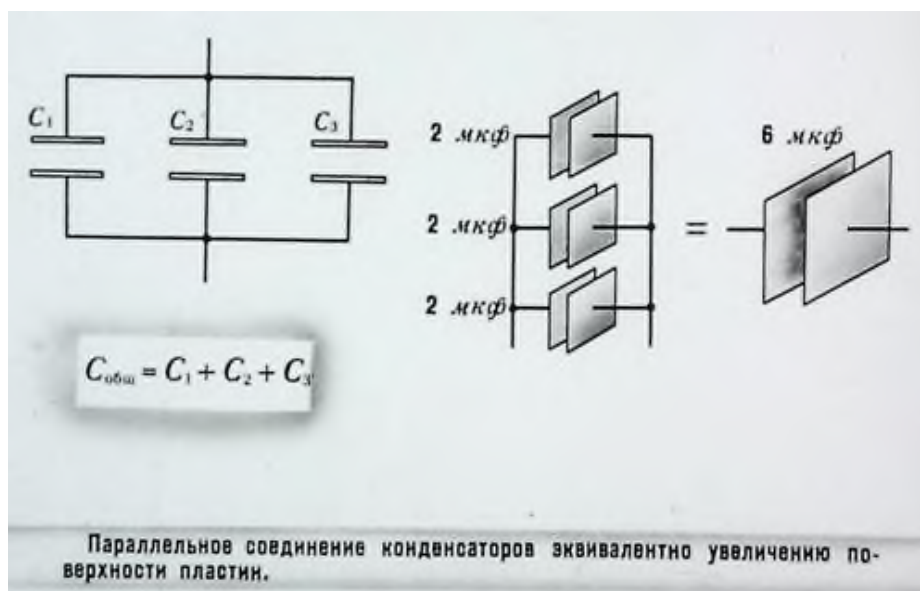 C₁ C₂ C₃
2 мкф
6 мкф
2 мкф =
2 мкф
Cобщ = C₁ + C₂ + C₃
Параллельное соединение конденсаторов эквивалентно увеличению по-
верхности пластин.